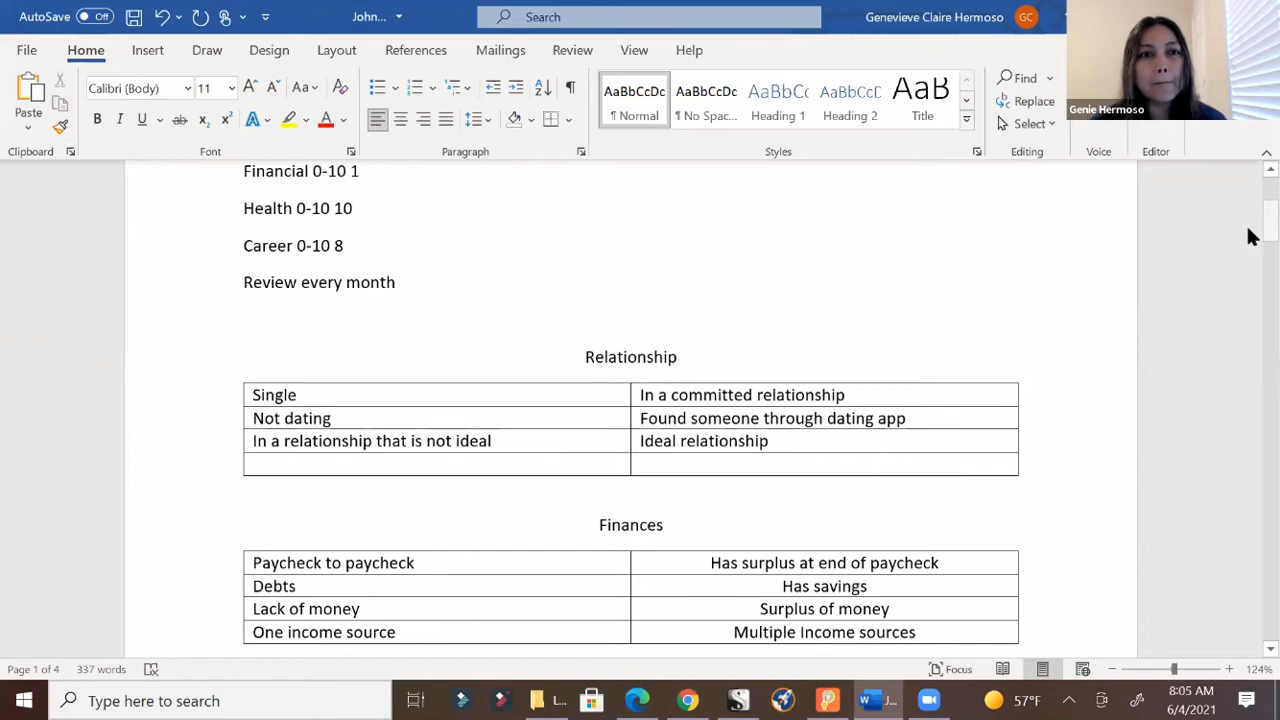 AutoSave Off
John...
Search
Genevieve Claire Hermoso GC
File Home Insert Draw Design Layout References Mailings Review View Help
Paste
Calibri (Body) 11
Aa
B I U ab x₂ x² A A
AaBbCcDc AaBbCcDc AaBbCc AaBbCcD AaB
¶ Normal ¶ No Spac... Heading 1 Heading 2 Title
Find
Replace
Select
Clipboard Font Paragraph Styles Editing Voice Editor
Genie Hermoso
Financial 0-10 1
Health 0-10 10
Career 0-10 8
Review every month
Relationship
Single In a committed relationship
Not dating Found someone through dating app
In a relationship that is not ideal Ideal relationship
Finances
Paycheck to paycheck Has surplus at end of paycheck
Debts Has savings
Lack of money Surplus of money
One income source Multiple Income sources
Page 1 of 4 337 words Focus 124%
Type here to search
L...
J...
57°F
8:05 AM
6/4/2021